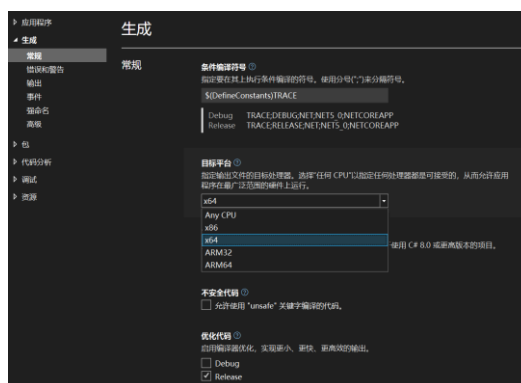 应用程序
生成
常规
错误和警告
输出
事件
强命名
高级
包
代码分析
调试
资源
生成
常规
条件编译符号
指定要在其上执行条件编译的符号。使用分号(";")来分隔符号。
$(DefineConstants)TRACE
Debug TRACE;DEBUG;NET;NET5_0;NETCOREAPP
Release TRACE;RELEASE;NET;NET5_0;NETCOREAPP
目标平台
指定输出文件的目标处理器。选择"任何 CPU"以指定任何处理器都是可接受的，从而允许应用
程序在最广泛范围的硬件上运行。
x64
Any CPU
x86
x64
使用 C# 8.0 或更高版本的项目。
ARM32
ARM64
不安全代码
允许使用 "unsafe" 关键字编译的代码。
优化代码
启用编译器优化，实现更小、更快、更高效的输出。
Debug
Release